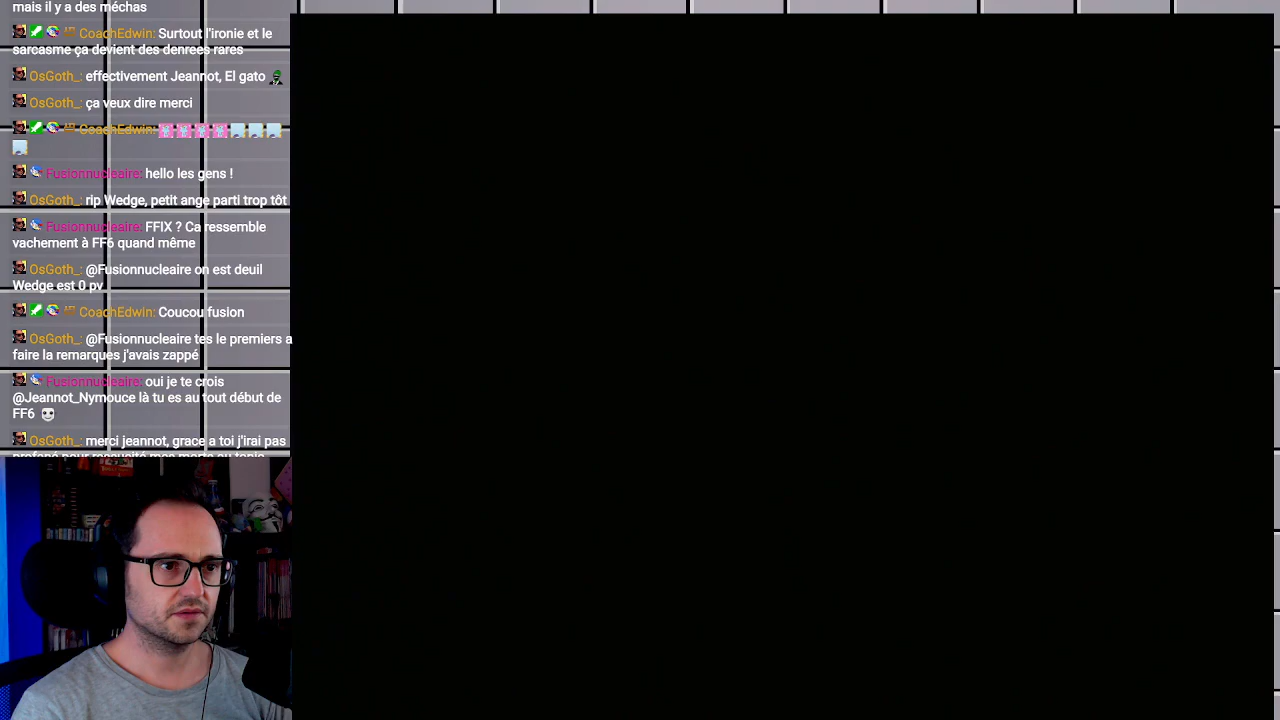 mais il y a des méchas
CoachEdwin: Surtout l'ironie et le
sarcasme ça devient des denrees rares
OsGoth_: effectivement Jeannot, El gato
OsGoth_: ça veux dire merci
CoachEdwin:
Fusionnucleaire: hello les gens !
OsGoth_: rip Wedge, petit ange parti trop tôt
Fusionnucleaire: FFIX ? Ca ressemble
vachement à FF6 quand même
OsGoth_: @Fusionnucleaire on est deuil
Wedge est 0 pv
CoachEdwin: Coucou fusion
OsGoth_: @Fusionnucleaire tes le premiers a
faire la remarques j'avais zappé
Fusionnucleaire: oui je te crois
@Jeannot_Nymouce là tu es au tout début de
FF6
OsGoth_: merci jeannot, grace a toi j'irai pas